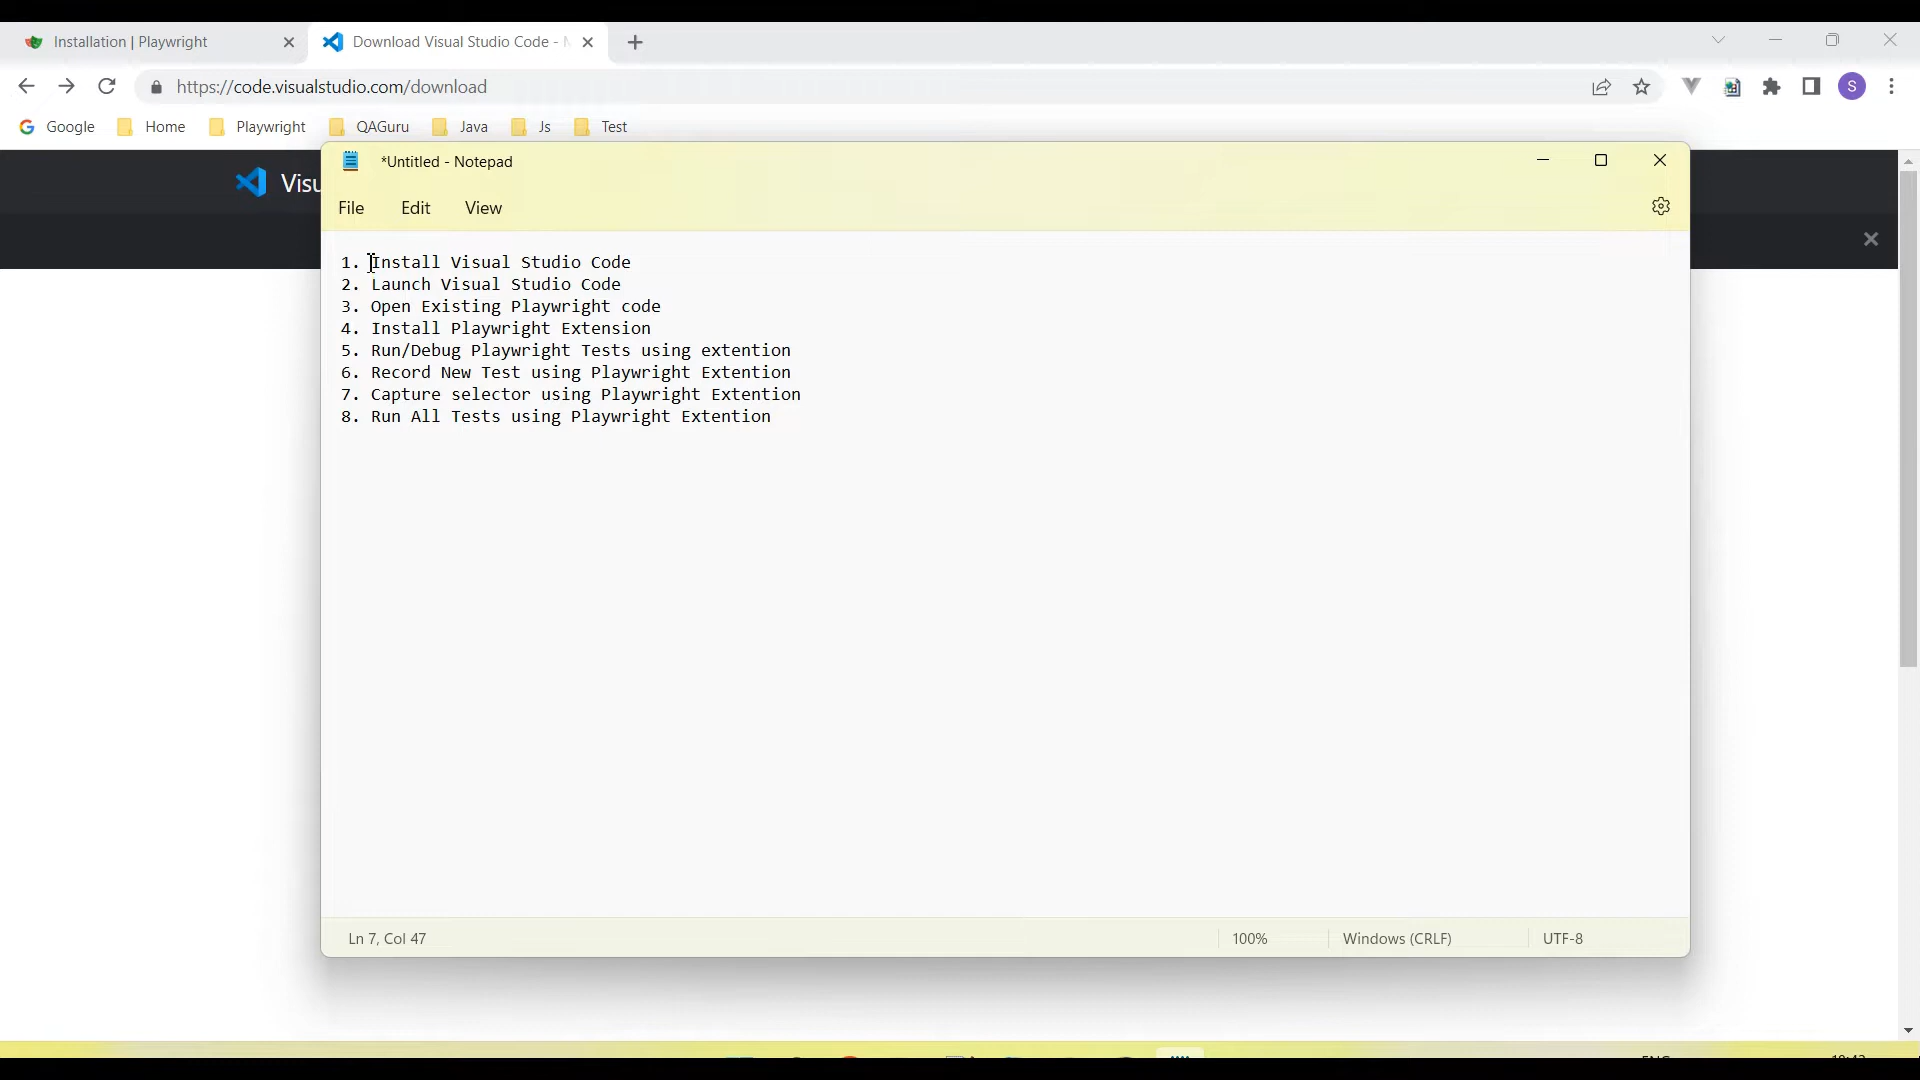 Installation | Playwright
Download Visual Studio Code -
https://code.visualstudio.com/download
S
Google Home Playwright QAGuru Java Js Test
Visu
*Untitled - Notepad
File Edit View
1. Install Visual Studio Code
2. Launch Visual Studio Code
3. Open Existing Playwright code
4. Install Playwright Extension
5. Run/Debug Playwright Tests using extention
6. Record New Test using Playwright Extention
7. Capture selector using Playwright Extention
8. Run All Tests using Playwright Extention
Ln 7, Col 47 100% Windows (CRLF) UTF-8